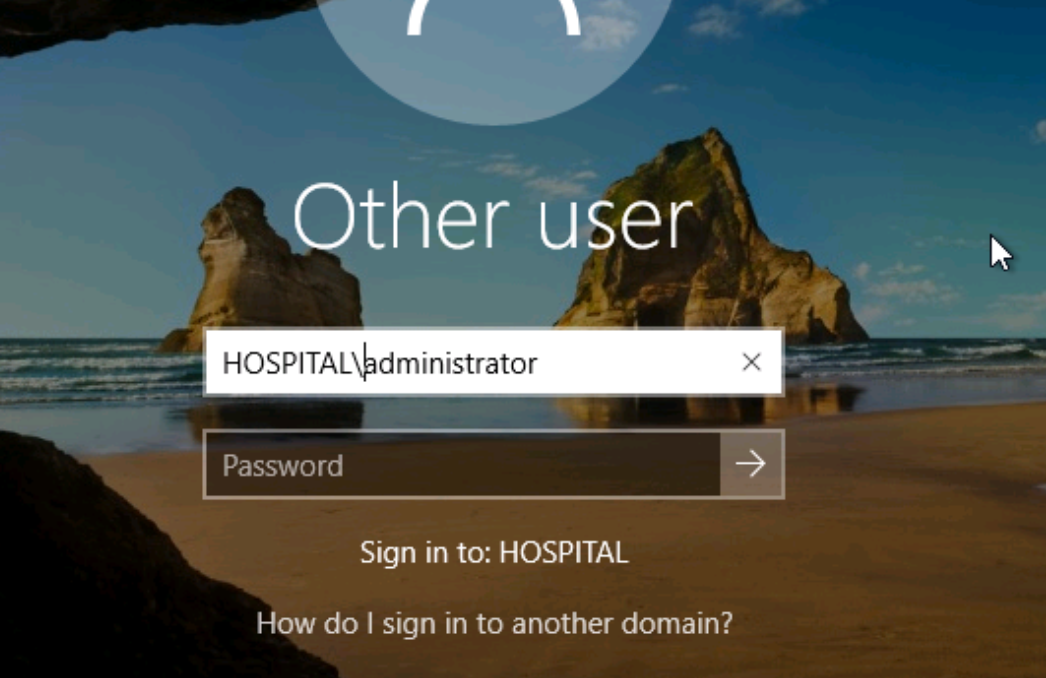 Other user
HOSPITAL\administrator
Password
Sign in to: HOSPITAL
How do I sign in to another domain?